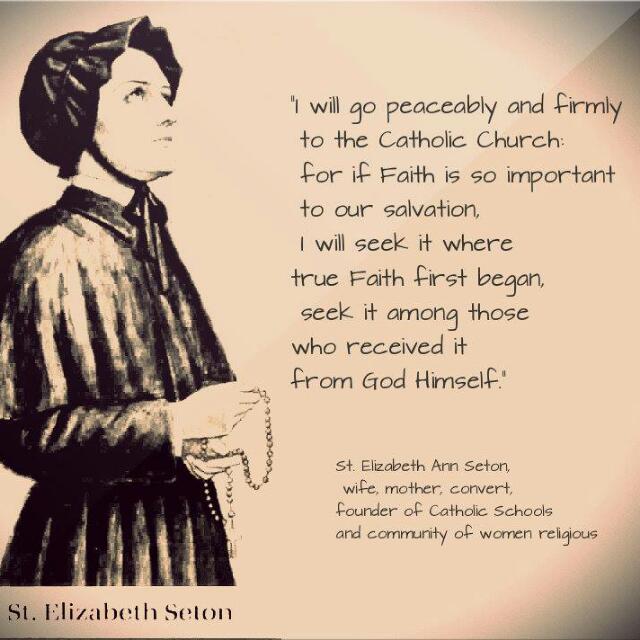 "I will go peaceably and firmly
to the Catholic Church:
for if Faith is so important
to our salvation,
I will seek it where
true Faith first began,
seek it among those
who received it
from God Himself."
St. Elizabeth Ann Seton,
wife, mother, convert,
founder of Catholic Schools
and community of women religious
St. Elizabeth Seton